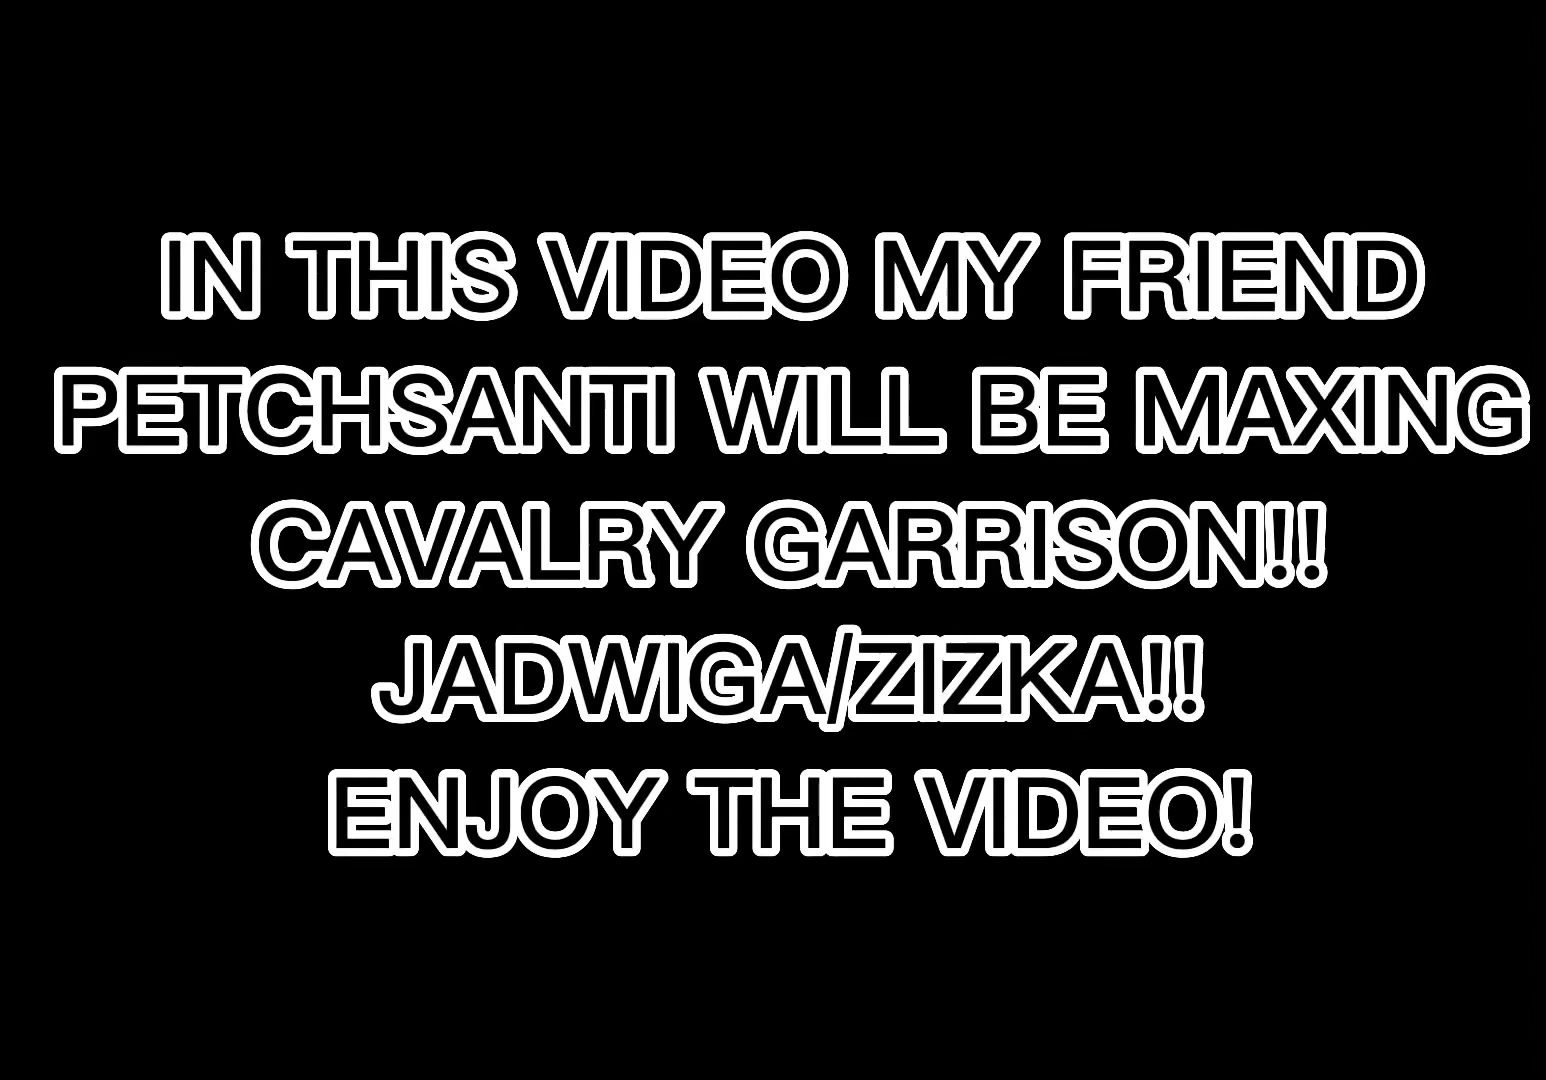 IN THIS VIDEO MY FRIEND
PETCHSANTI WILL BE MAXING
CAVALRY GARRISON!!
JADWIGA/ZIZKA!!
ENJOY THE VIDEO!